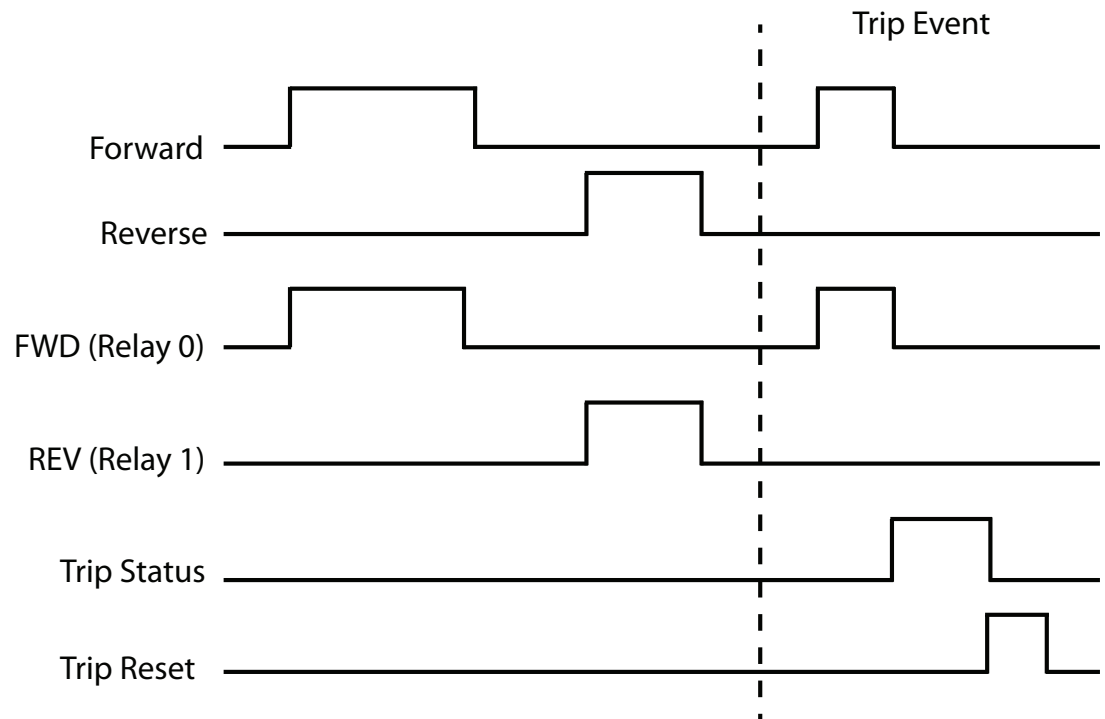 Trip Event
Forward
Reverse
FWD (Relay 0)
REV (Relay 1)
Trip Status
Trip Reset